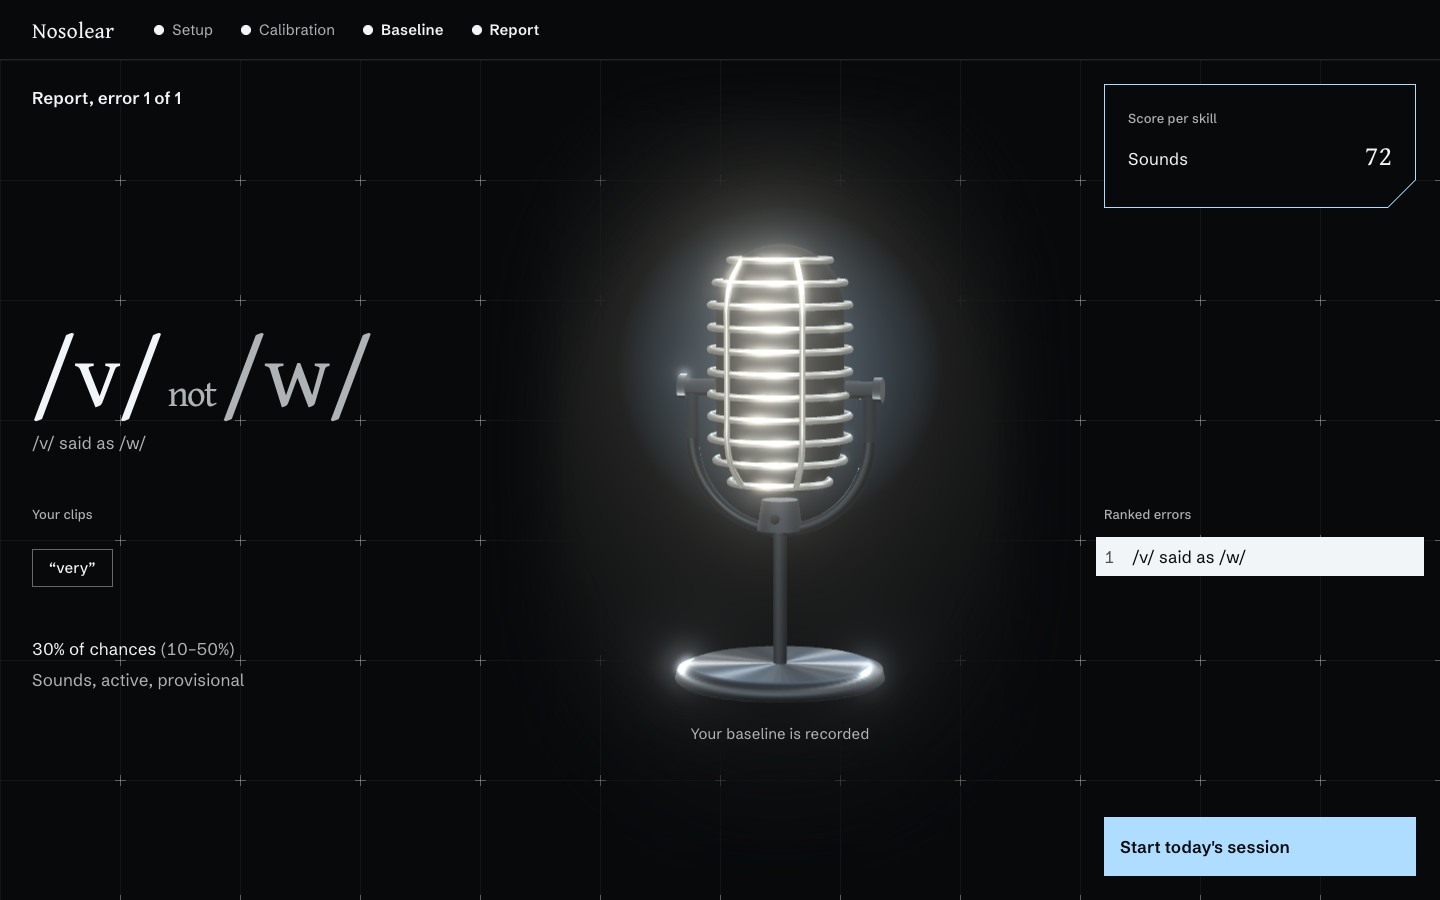 Nosolear
Setup
Calibration
Baseline
Report
Report, error 1 of 1
Score per skill
Sounds 72
/v/ not /w/
/v/ said as /w/
Your clips
“very”
30% of chances (10–50%)
Sounds, active, provisional
Your baseline is recorded
Ranked errors
1 /v/ said as /w/
Start today's session